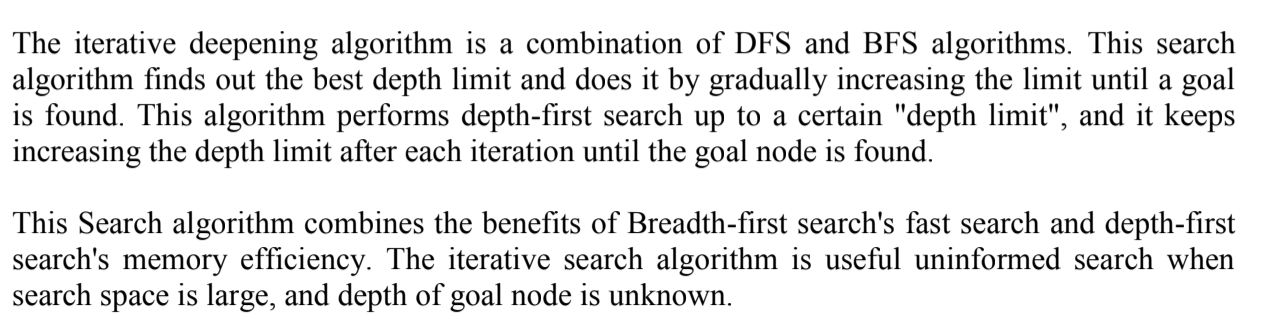 The iterative deepening algorithm is a combination of DFS and BFS algorithms. This search
algorithm finds out the best depth limit and does it by gradually increasing the limit until a goal
is found. This algorithm performs depth-first search up to a certain "depth limit", and it keeps
increasing the depth limit after each iteration until the goal node is found.
This Search algorithm combines the benefits of Breadth-first search's fast search and depth-first
search's memory efficiency. The iterative search algorithm is useful uninformed search when
search space is large, and depth of goal node is unknown.